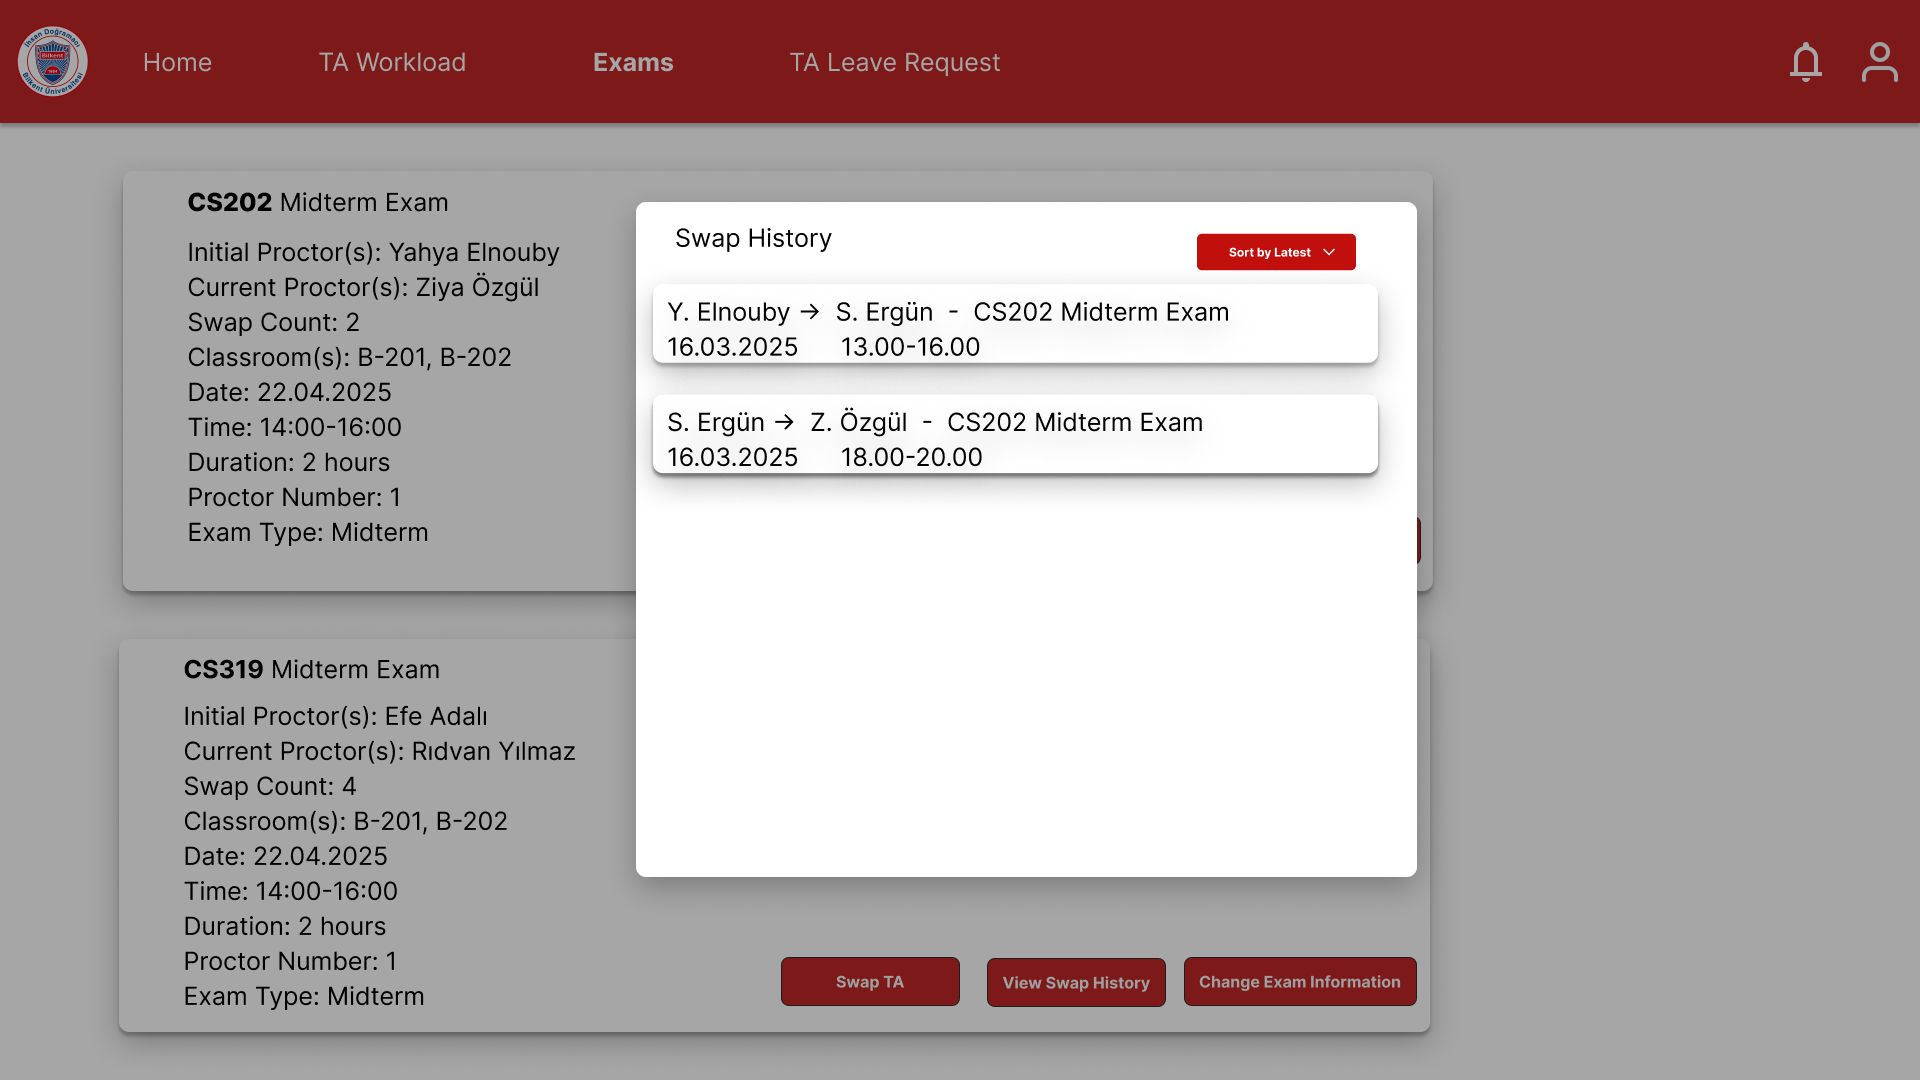 İhsan Doğramacı
Bilkent
Bilkent Üniversitesi
Home
TA Workload
Exams
TA Leave Request
CS202 Midterm Exam
Initial Proctor(s): Yahya Elnouby
Current Proctor(s): Ziya Özgül
Swap Count: 2
Classroom(s): B-201, B-202
Date: 22.04.2025
Time: 14:00-16:00
Duration: 2 hours
Proctor Number: 1
Exam Type: Midterm
Swap History
Sort by Latest
Y. Elnouby → S. Ergün - CS202 Midterm Exam
16.03.2025 13.00-16.00
S. Ergün → Z. Özgül - CS202 Midterm Exam
16.03.2025 18.00-20.00
CS319 Midterm Exam
Initial Proctor(s): Efe Adalı
Current Proctor(s): Rıdvan Yılmaz
Swap Count: 4
Classroom(s): B-201, B-202
Date: 22.04.2025
Time: 14:00-16:00
Duration: 2 hours
Proctor Number: 1
Exam Type: Midterm
Swap TA
View Swap History
Change Exam Information